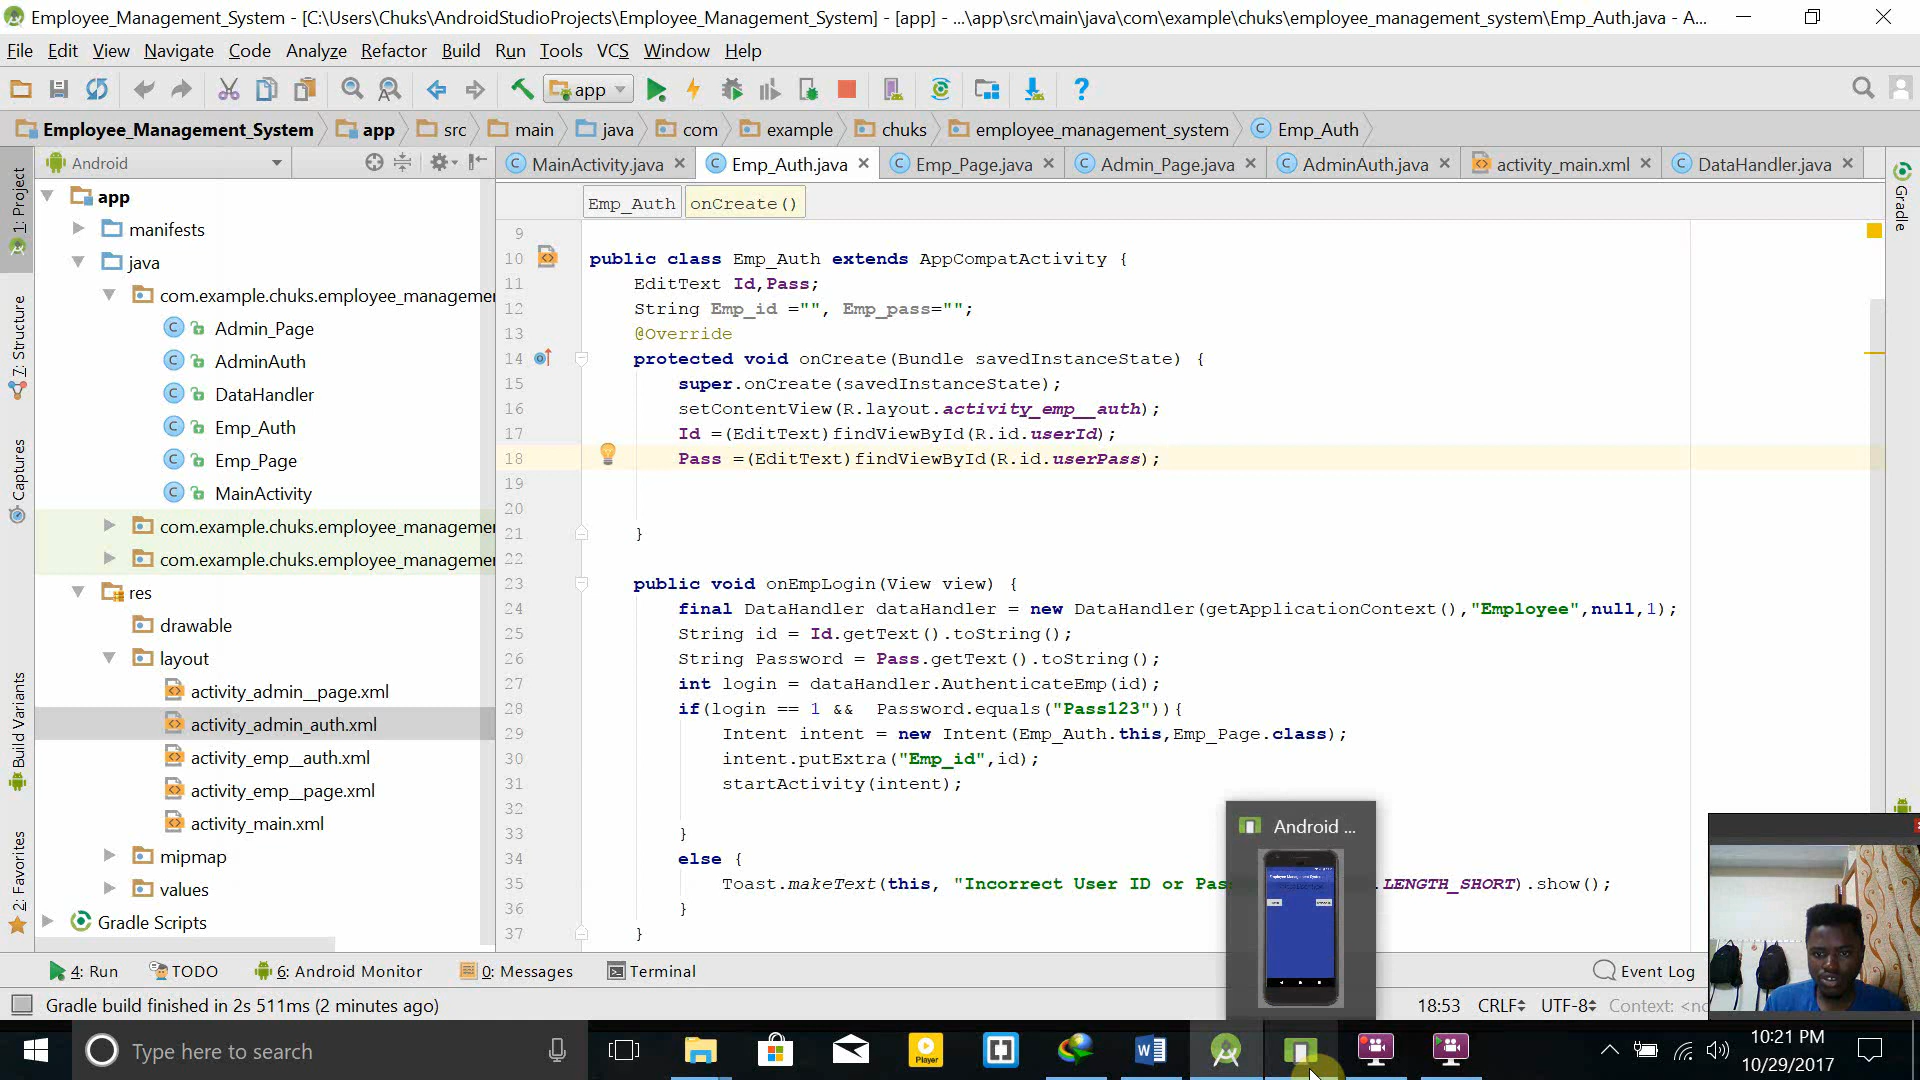 Employee_Management_System - [C:\Users\Chuks\AndroidStudioProjects\Employee_Management_System] - [app] - ...\app\src\main\java\com\example\chuks\employee_management_system\Emp_Auth.java - A...
File Edit View Navigate Code Analyze Refactor Build Run Tools VCS Window Help
app
Employee_Management_System app src main java com example chuks employee_management_system Emp_Auth
Android
MainActivity.java Emp_Auth.java Emp_Page.java Admin_Page.java AdminAuth.java activity_main.xml DataHandler.java
Emp_Auth onCreate()
1: Project
7: Structure
Captures
Build Variants
2: Favorites
Gradle
app
manifests
java
com.example.chuks.employee_manageme
Admin_Page
AdminAuth
DataHandler
Emp_Auth
Emp_Page
MainActivity
com.example.chuks.employee_manageme
com.example.chuks.employee_manageme
res
drawable
layout
activity_admin__page.xml
activity_admin_auth.xml
activity_emp__auth.xml
activity_emp__page.xml
activity_main.xml
mipmap
values
Gradle Scripts
9
10 public class Emp_Auth extends AppCompatActivity {
11 EditText Id,Pass;
12 String Emp_id ="", Emp_pass="";
13 @Override
14 protected void onCreate(Bundle savedInstanceState) {
15 super.onCreate(savedInstanceState);
16 setContentView(R.layout.activity_emp__auth);
17 Id =(EditText)findViewById(R.id.userId);
18 Pass =(EditText)findViewById(R.id.userPass);
19
20
21 }
22
23 public void onEmpLogin(View view) {
24 final DataHandler dataHandler = new DataHandler(getApplicationContext(),"Employee",null,1);
25 String id = Id.getText().toString();
26 String Password = Pass.getText().toString();
27 int login = dataHandler.AuthenticateEmp(id);
28 if(login == 1 && Password.equals("Pass123")){
29 Intent intent = new Intent(Emp_Auth.this,Emp_Page.class);
30 intent.putExtra("Emp_id",id);
31 startActivity(intent);
32
33 }
34 else {
35 Toast.makeText(this, "Incorrect User ID or Pas .LENGTH_SHORT).show();
36 }
37 }
Android ...
4: Run TODO 6: Android Monitor 0: Messages Terminal Event Log
Gradle build finished in 2s 511ms (2 minutes ago) 18:53 CRLF UTF-8 Context: <no
Type here to search
Player
10:21 PM
10/29/2017